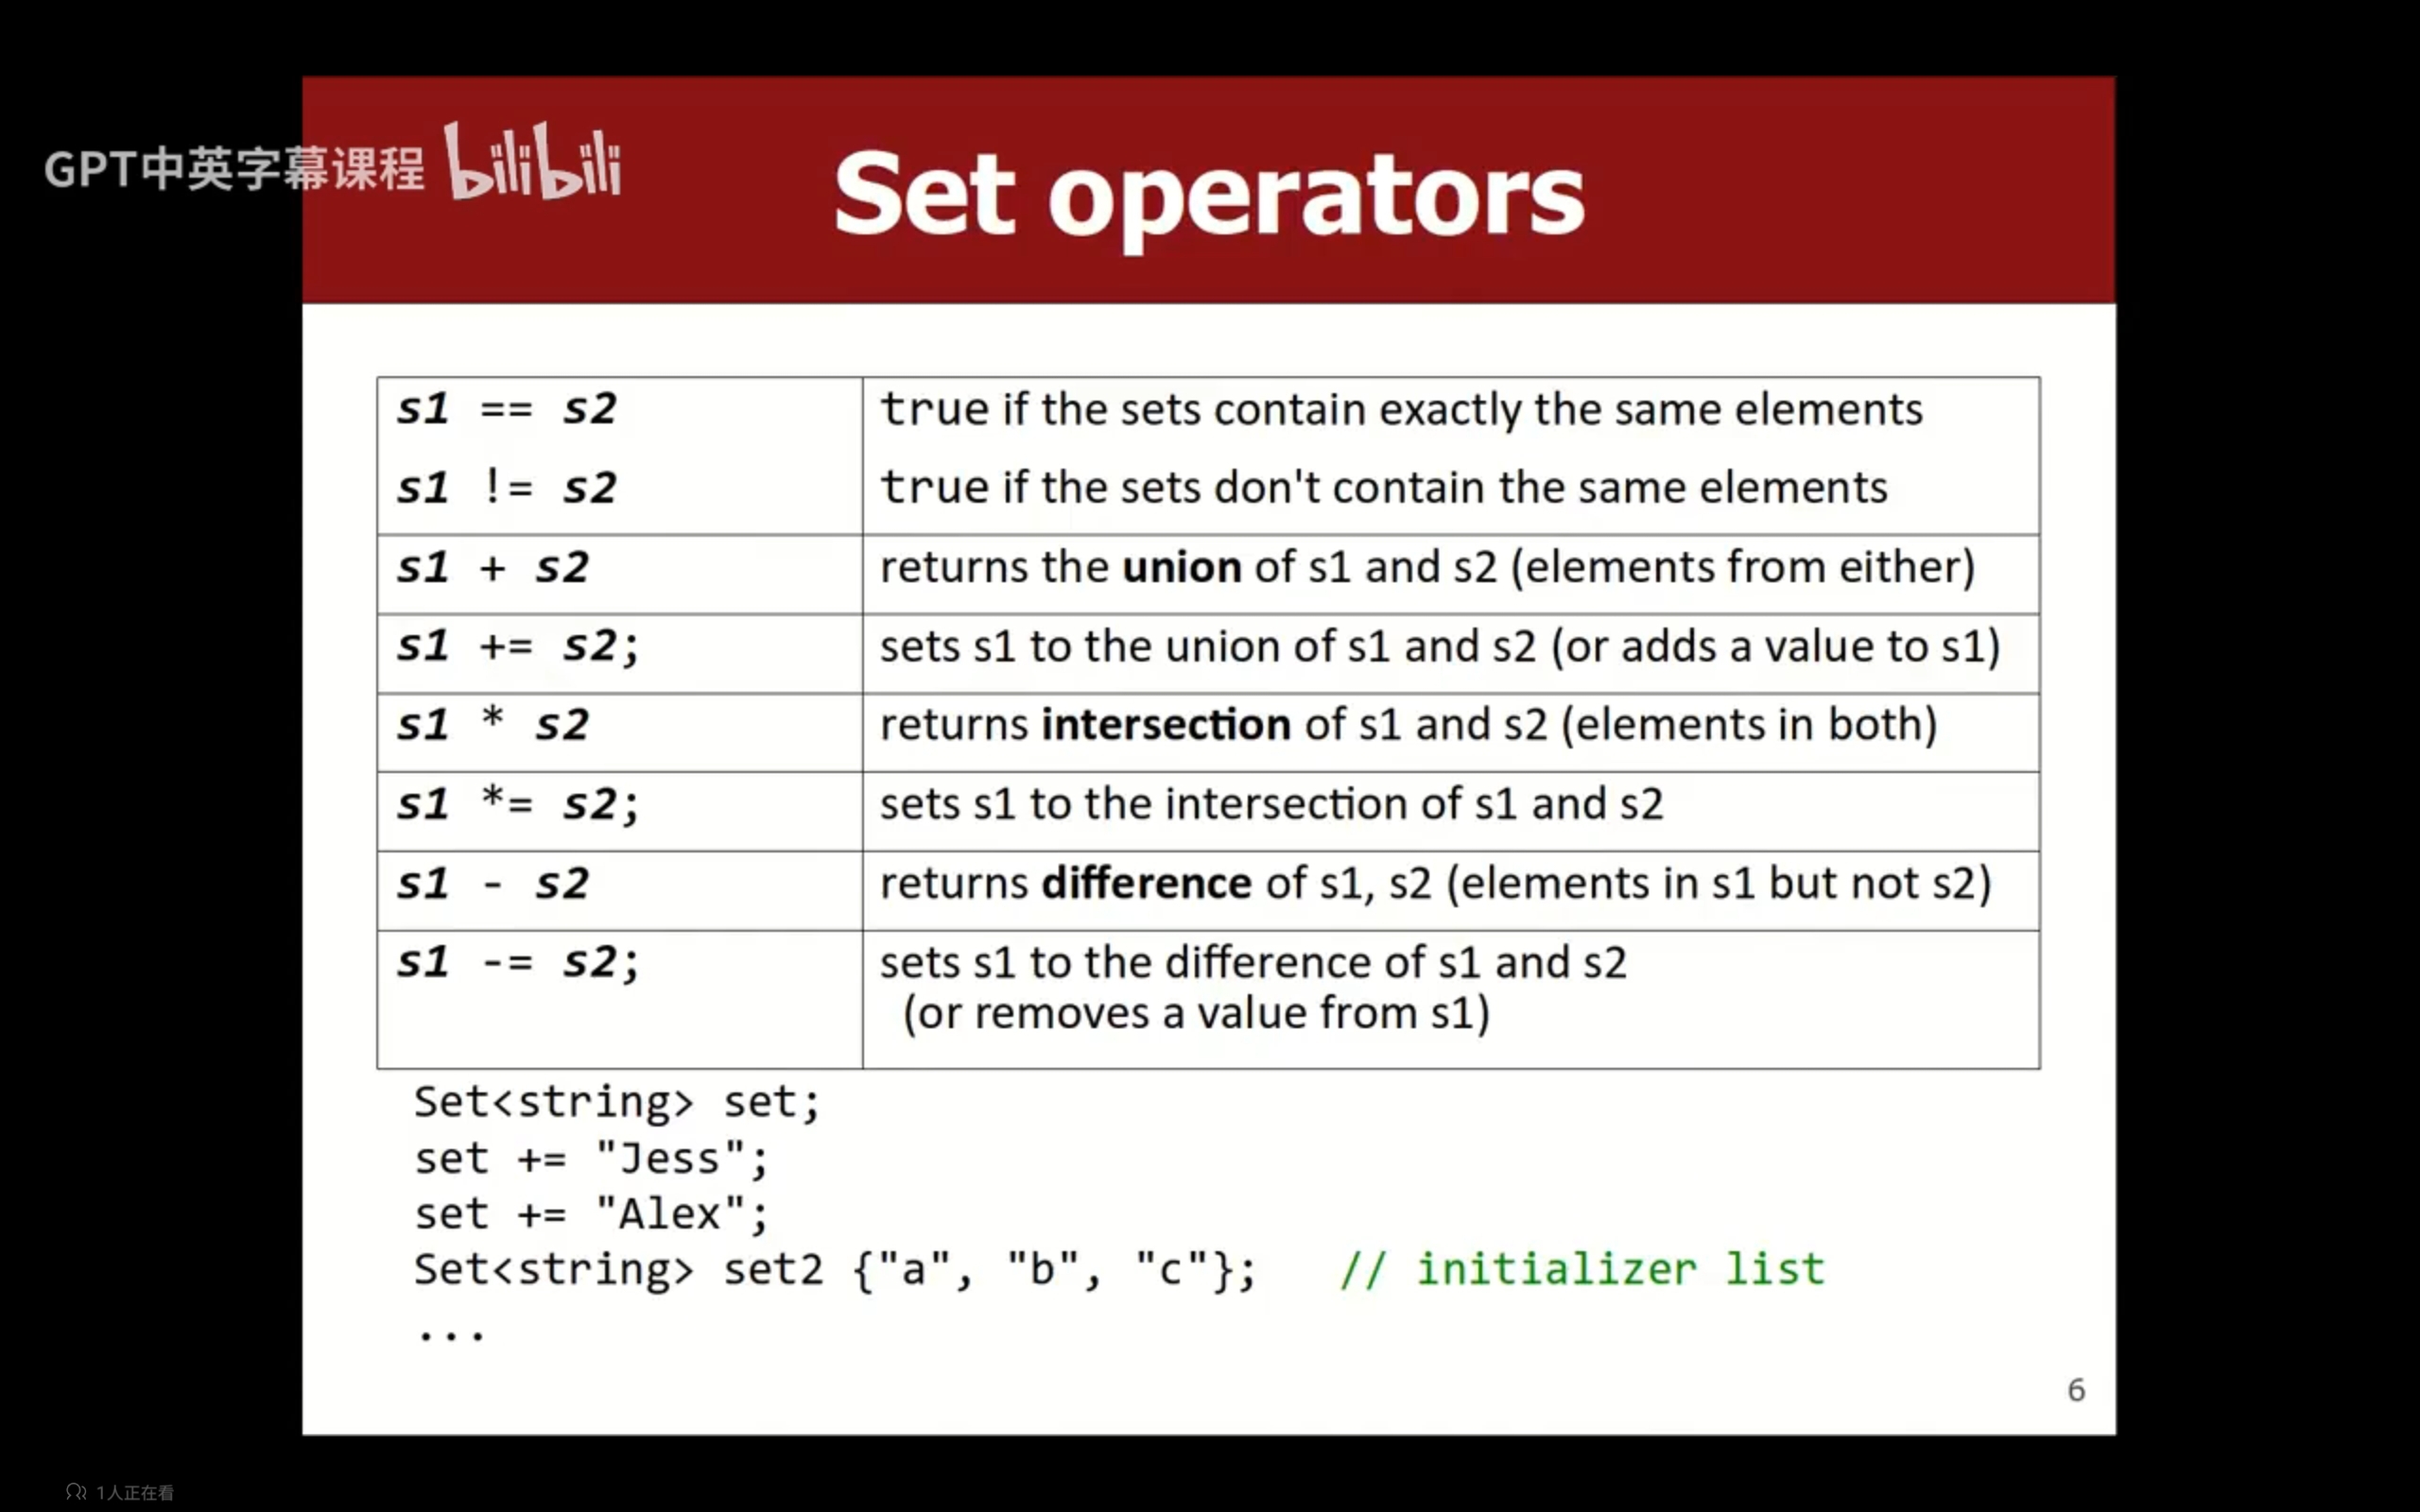 GPT中英字幕课程 bilibili
Set operators
s1 == s2 true if the sets contain exactly the same elements
s1 != s2 true if the sets don't contain the same elements
s1 + s2 returns the union of s1 and s2 (elements from either)
s1 += s2; sets s1 to the union of s1 and s2 (or adds a value to s1)
s1 * s2 returns intersection of s1 and s2 (elements in both)
s1 *= s2; sets s1 to the intersection of s1 and s2
s1 - s2 returns difference of s1, s2 (elements in s1 but not s2)
s1 -= s2; sets s1 to the difference of s1 and s2
(or removes a value from s1)
Set<string> set;
set += "Jess";
set += "Alex";
Set<string> set2 {"a", "b", "c"}; // initializer list
...
6
1人正在看